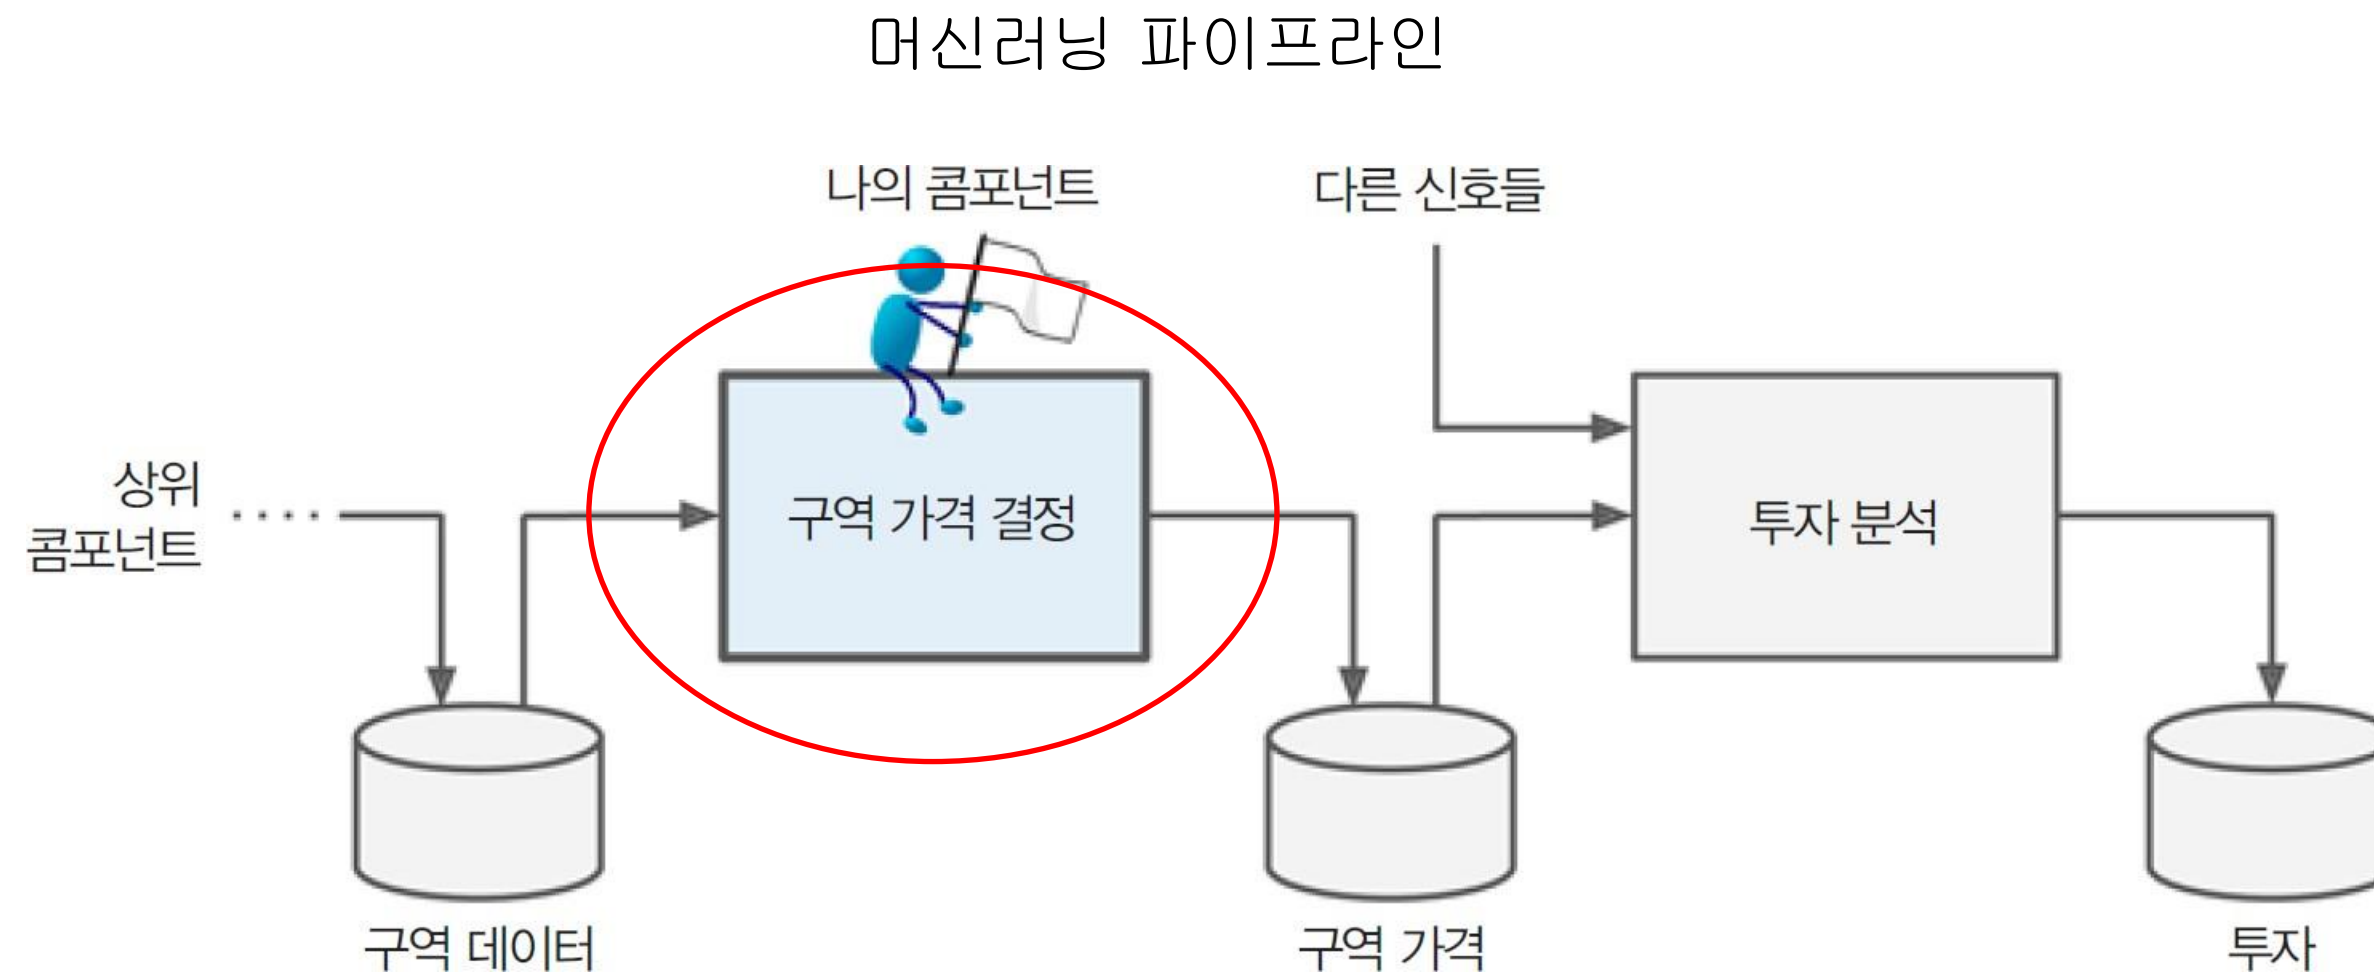 머신러닝 파이프라인
나의 콤포넌트
다른 신호들
상위
콤포넌트
구역 가격 결정
투자 분석
구역 데이터
구역 가격
투자